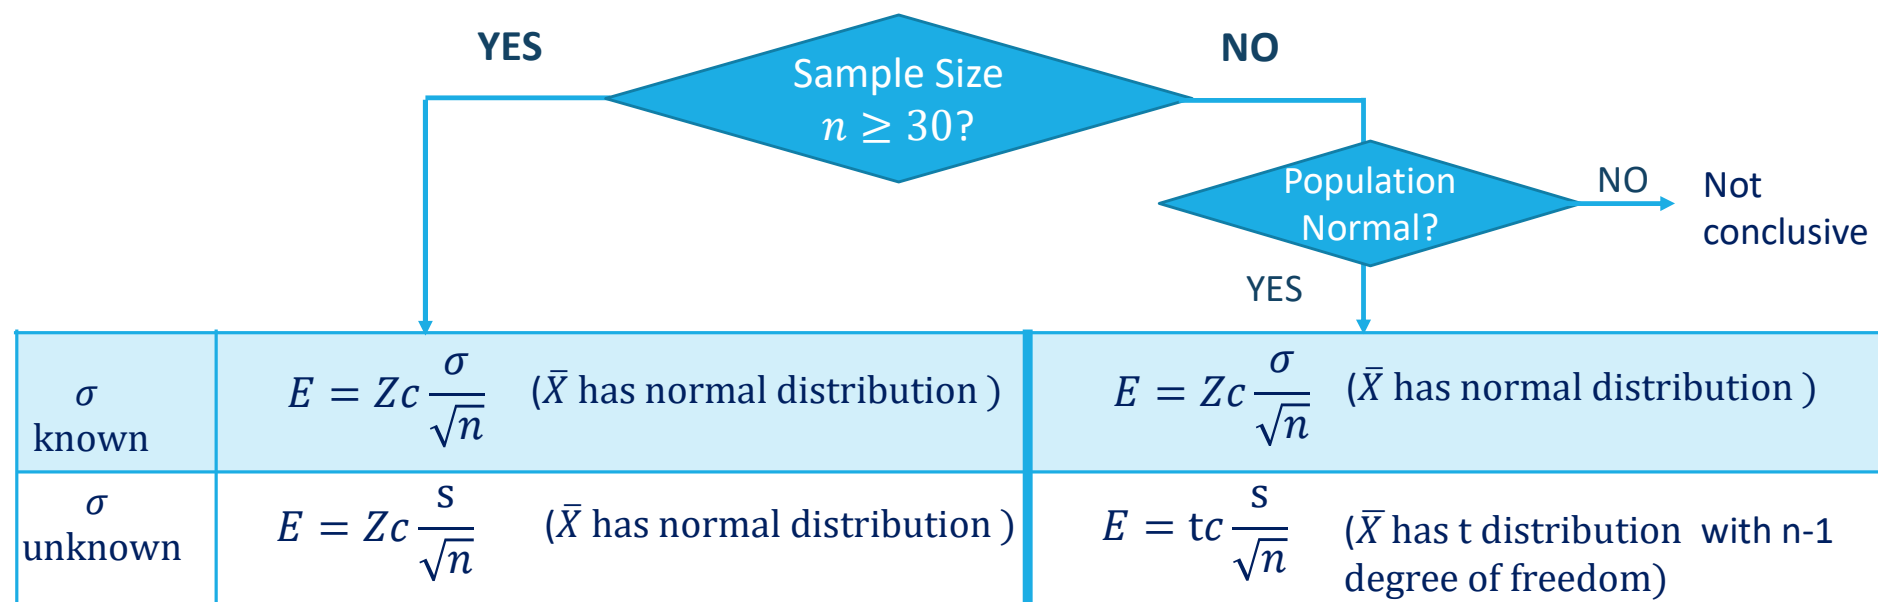 YES
NO
Sample Size
n ≥ 30?
Population
Normal?
NO
Not
conclusive
YES
σ
known
E = Zc σ/√n (X̄ has normal distribution )
E = Zc σ/√n (X̄ has normal distribution )
σ
unknown
E = Zc s/√n (X̄ has normal distribution )
E = tc s/√n (X̄ has t distribution with n-1
degree of freedom)